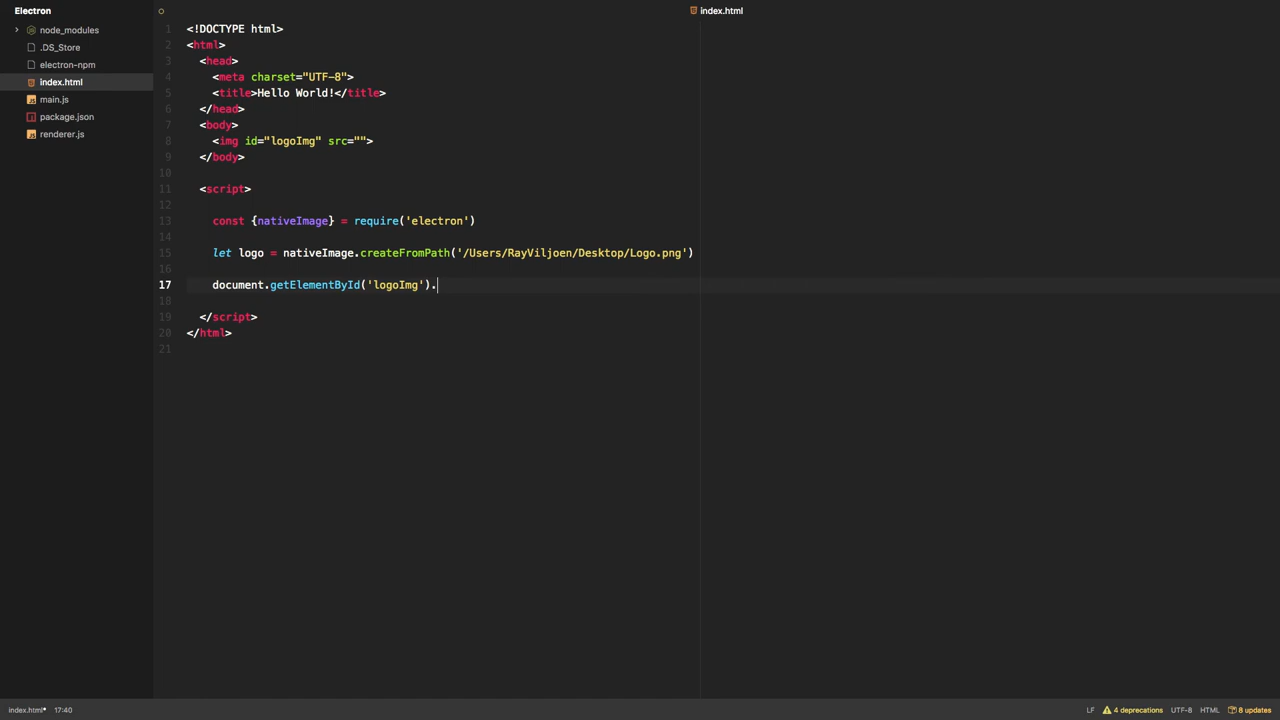 Electron
node_modules
.DS_Store
electron-npm
index.html
main.js
package.json
renderer.js
index.html
1 <!DOCTYPE html>
2 <html>
3 <head>
4 <meta charset="UTF-8">
5 <title>Hello World!</title>
6 </head>
7 <body>
8 <img id="logoImg" src="">
9 </body>
10
11 <script>
12
13 const {nativeImage} = require('electron')
14
15 let logo = nativeImage.createFromPath('/Users/RayViljoen/Desktop/Logo.png')
16
17 document.getElementById('logoImg').
18
19 </script>
20 </html>
21
index.html* 17:40 LF 4 deprecations UTF-8 HTML 8 updates